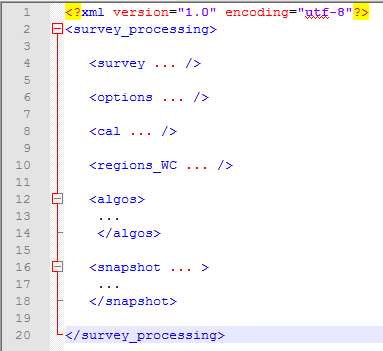 1 <?xml version="1.0" encoding="utf-8"?>
2 <survey_processing>
3
4 <survey ... />
5
6 <options ... />
7
8 <cal ... />
9
10 <regions_WC ... />
11
12 <algos>
13 ...
14 </algos>
15
16 <snapshot ... >
17 ...
18 </snapshot>
19
20 </survey_processing>